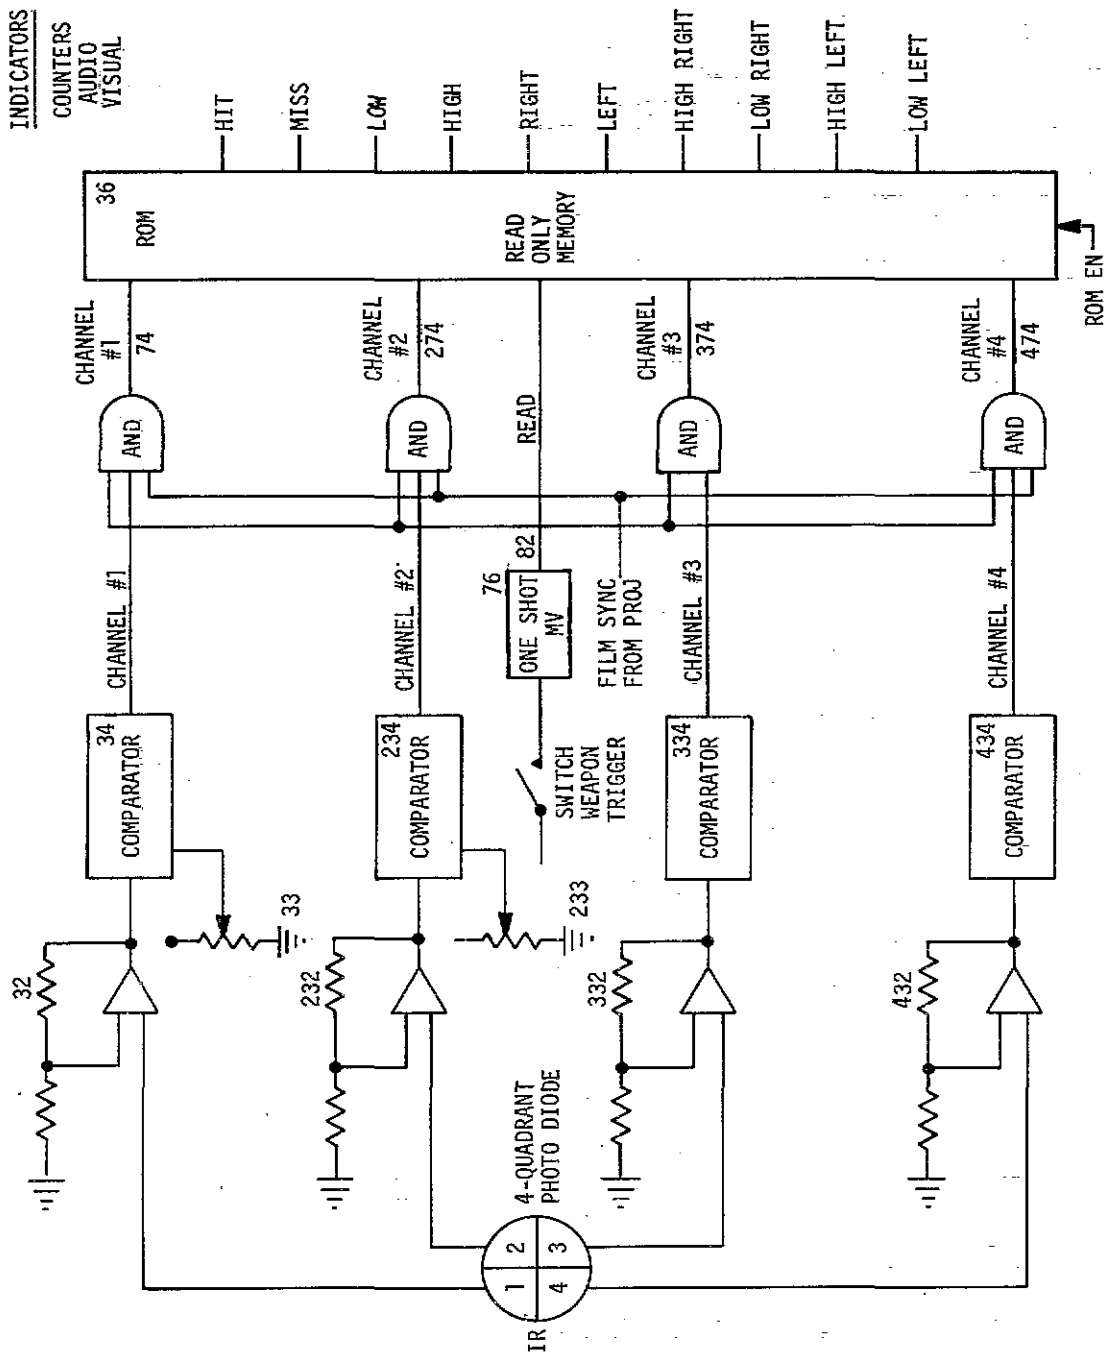 INDICATORS
COUNTERS
AUDIO
VISUAL
HIT
MISS
LOW
HIGH
RIGHT
LEFT
HIGH RIGHT
LOW RIGHT
HIGH LEFT
LOW LEFT
36
ROM
READ
ONLY
MEMORY
ROM EN
CHANNEL
#1
74
CHANNEL
#2
274
READ
CHANNEL
#3
374
CHANNEL
#4
474
AND
AND
AND
AND
CHANNEL #1
CHANNEL #2
76
82
ONE SHOT
MV
FILM SYNC
FROM PROJ
CHANNEL #3
CHANNEL #4
34
COMPARATOR
234
COMPARATOR
SWITCH
WEAPON
TRIGGER
334
COMPARATOR
434
COMPARATOR
32
33
232
233
332
432
4-QUADRANT
PHOTO DIODE
1
2
3
4
IR